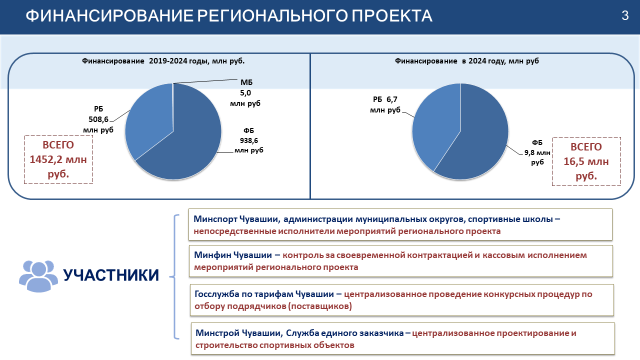 ФИНАНСИРОВАНИЕ РЕГИОНАЛЬНОГО ПРОЕКТА
3
Финансирование 2019-2024 годы, млн руб.
МБ
5,0
млн руб
РБ
508,6
млн руб
ФБ
938,6
млн руб
ВСЕГО
1452,2 млн
руб.
Финансирование в 2024 году, млн руб
РБ 6,7
млн руб
ФБ
9,8 млн
руб
ВСЕГО
16,5 млн
руб.
УЧАСТНИКИ
Минспорт Чувашии, администрации муниципальных округов, спортивные школы –
непосредственные исполнители мероприятий регионального проекта
Минфин Чувашии – контроль за своевременной контрактацией и кассовым исполнением
мероприятий регионального проекта
Госслужба по тарифам Чувашии – централизованное проведение конкурсных процедур по
отбору подрядчиков (поставщиков)
Минстрой Чувашии, Служба единого заказчика – централизованное проектирование и
строительство спортивных объектов